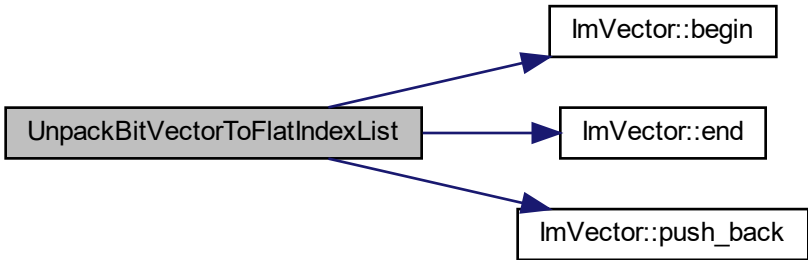 ImVector::begin
UnpackBitVectorToFlatIndexList
ImVector::end
ImVector::push_back